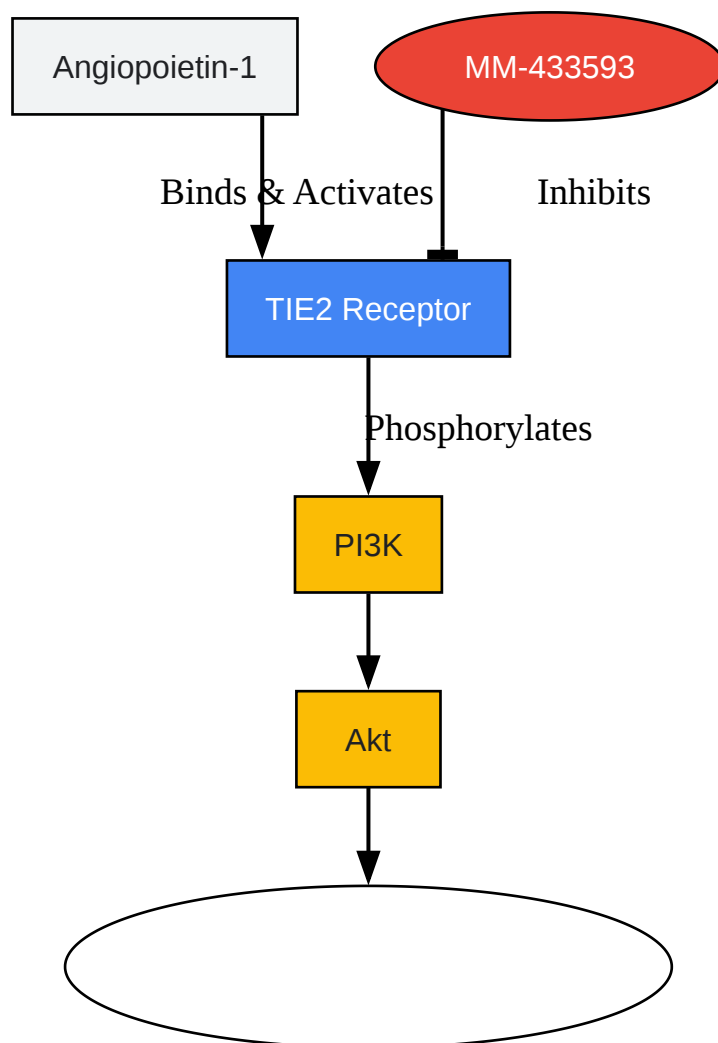 Angiopoietin-1
MM-433593
Binds & Activates
Inhibits
TIE2 Receptor
Phosphorylates
PI3K
Akt